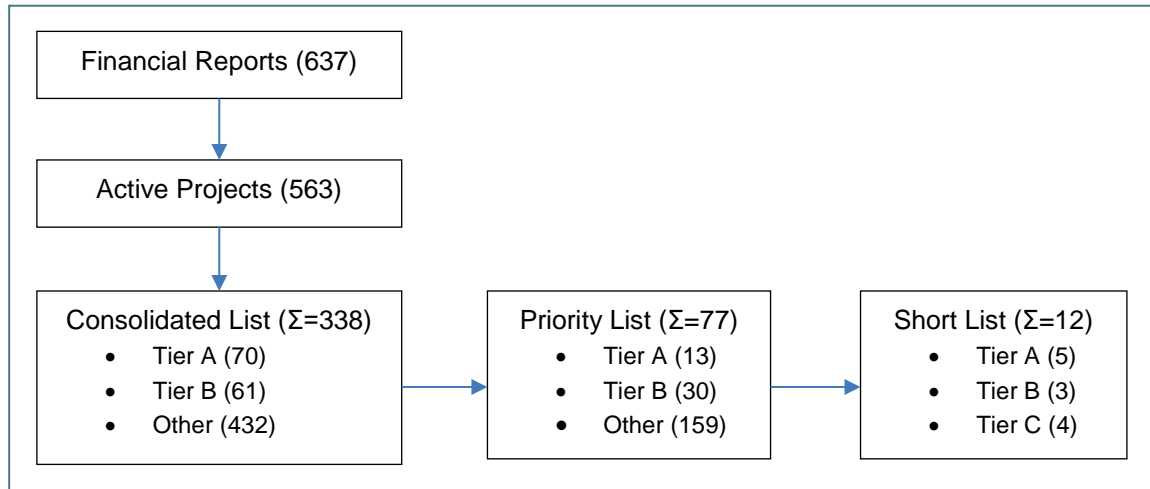 Financial Reports (637)
Active Projects (563)
Consolidated List (Σ=338)
• Tier A (70)
• Tier B (61)
• Other (432)
Priority List (Σ=77)
• Tier A (13)
• Tier B (30)
• Other (159)
Short List (Σ=12)
• Tier A (5)
• Tier B (3)
• Tier C (4)